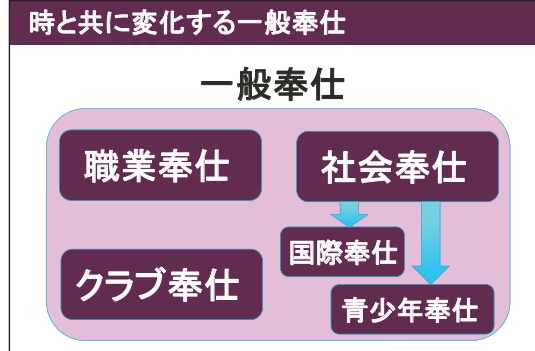 時と共に変化する一般奉仕
一般奉仕
職業奉仕
社会奉仕
国際奉仕
クラブ奉仕
青少年奉仕